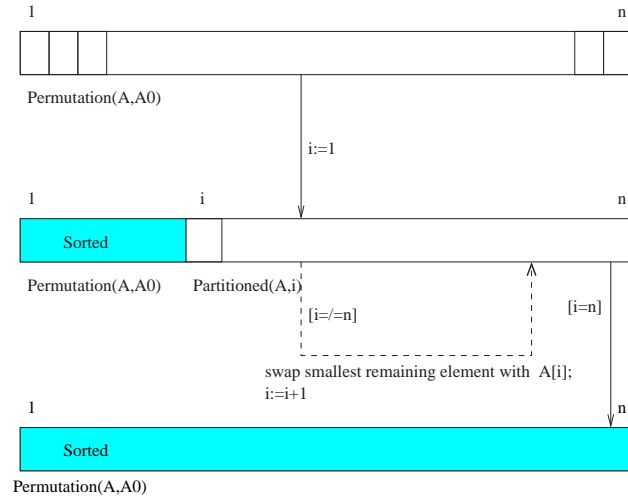 1 n
Permutation(A,A0)
i:=1
1 i n
Sorted
Permutation(A,A0) Partitioned(A,i)
[i=/=n] [i=n]
swap smallest remaining element with A[i];
i:=i+1
1 n
Sorted
Permutation(A,A0)